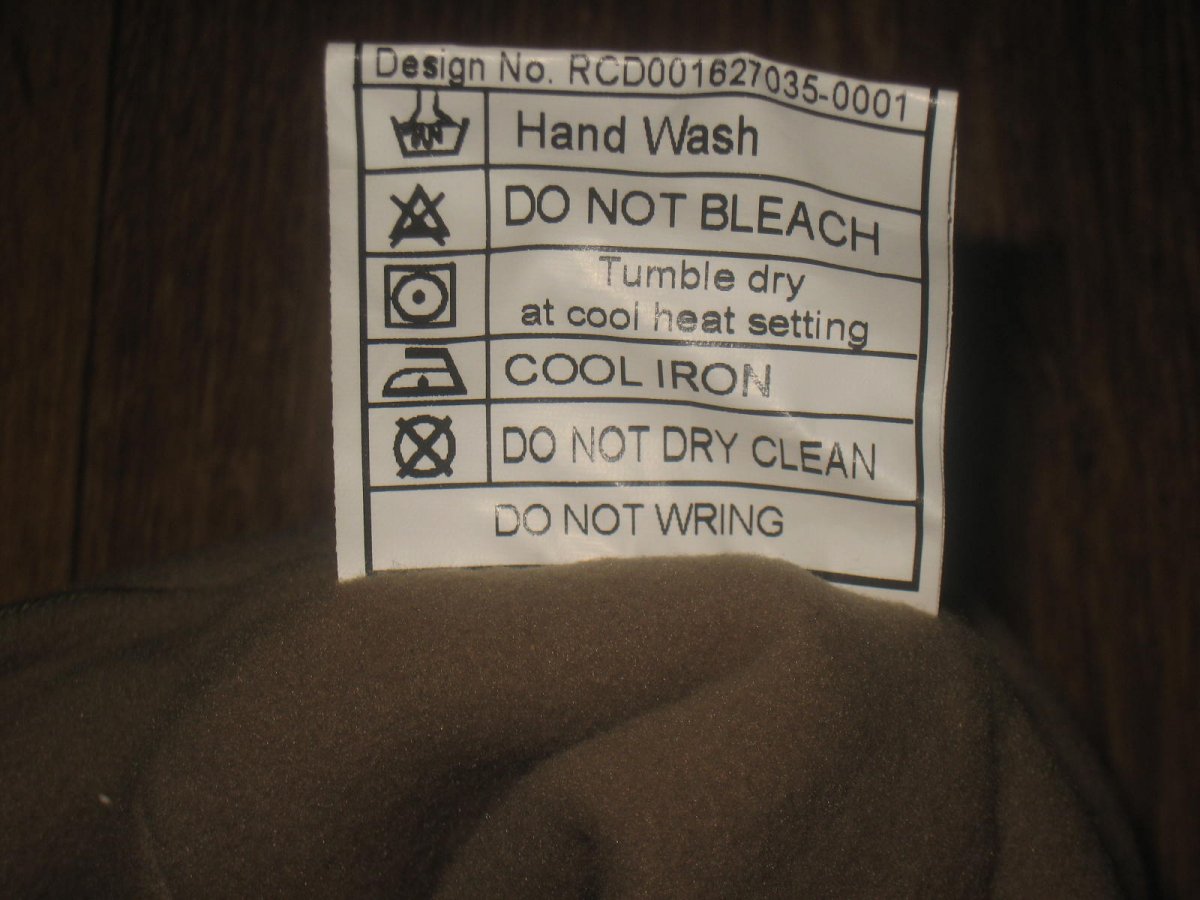 Design No. RCD001627035-0001
Hand Wash
DO NOT BLEACH
Tumble dry
at cool heat setting
COOL IRON
DO NOT DRY CLEAN
DO NOT WRING